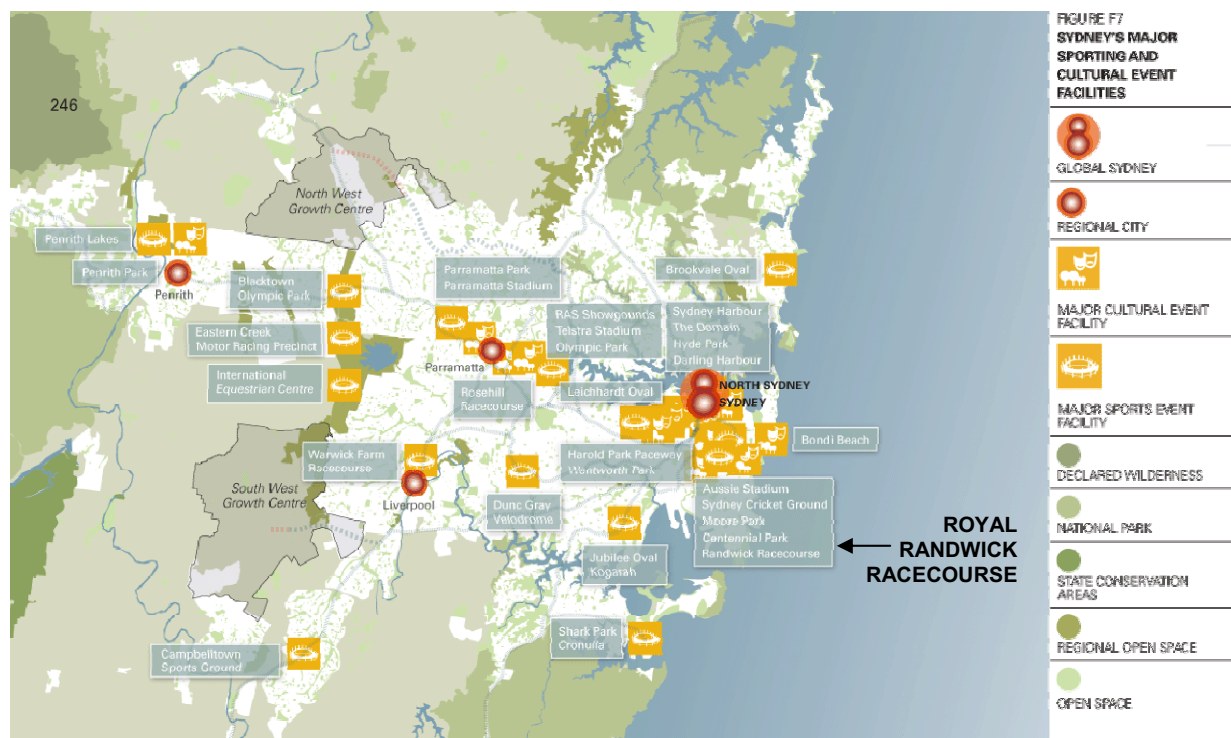 246
North West
Growth Centre
Penrith Lakes
Penrith Park
Penrith
Blacktown
Olympic Park
Eastern Creek
Motor Racing Precinct
International
Equestrian Centre
Parramatta Park
Parramatta Stadium
Parramatta
RAS Showgounds
Telstra Stadium
Olympic Park
Brookvale Oval
Sydney Harbour
The Domain
Hyde Park
Darling Harbour
Rosehill
Racecourse
Leichhardt Oval
NORTH SYDNEY
SYDNEY
Bondi Beach
Harold Park Paceway
Wentworth Park
Warwick Farm
Racecourse
Liverpool
South West
Growth Centre
Dunc Gray
Velodrome
Aussie Stadium
Sydney Cricket Ground
Moore Park
Centennial Park
Randwick Racecourse
ROYAL
RANDWICK
RACECOURSE
Jubilee Oval
Kogarah
Shark Park
Cronulla
Campbelltown
Sports Ground
FIGURE F7
SYDNEY'S MAJOR
SPORTING AND
CULTURAL EVENT
FACILITIES
GLOBAL SYDNEY
REGIONAL CITY
MAJOR CULTURAL EVENT
FACILITY
MAJOR SPORTS EVENT
FACILITY
DECLARED WILDERNESS
NATIONAL PARK
STATE CONSERVATION
AREAS
REGIONAL OPEN SPACE
OPEN SPACE